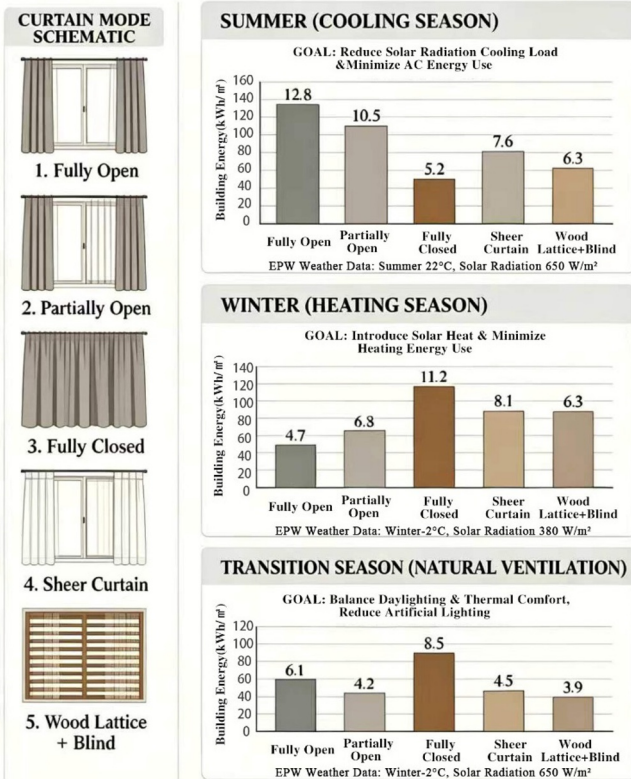 CURTAIN MODE
SCHEMATIC
1. Fully Open
2. Partially Open
3. Fully Closed
4. Sheer Curtain
5. Wood Lattice
+ Blind
SUMMER (COOLING SEASON)
GOAL: Reduce Solar Radiation Cooling Load
&Minimize AC Energy Use
Building Energy(kWh/㎡)
160
140
120
100
80
60
40
20
0
12.8
10.5
5.2
7.6
6.3
Fully Open
Partially
Open
Fully
Closed
Sheer
Curtain
Wood
Lattice+Blind
EPW Weather Data: Summer 22°C, Solar Radiation 650 W/m²
WINTER (HEATING SEASON)
GOAL: Introduce Solar Heat & Minimize
Heating Energy Use
Building Energy(kWh/㎡)
140
120
100
80
60
40
20
0
4.7
6.8
11.2
8.1
6.3
Fully Open
Partially
Open
Fully
Closed
Sheer
Curtain
Wood
Lattice+Blind
EPW Weather Data: Winter-2°C, Solar Radiation 380 W/m²
TRANSITION SEASON (NATURAL VENTILATION)
GOAL: Balance Daylighting & Thermal Comfort,
Reduce Artificial Lighting
Building Energy(kWh/㎡)
120
100
80
60
40
20
0
6.1
4.2
8.5
4.5
3.9
Fully Open
Partially
Open
Fully
Closed
Sheer
Curtain
Wood
Lattice+Blind
EPW Weather Data: Winter-2°C, Solar Radiation 650 W/m²